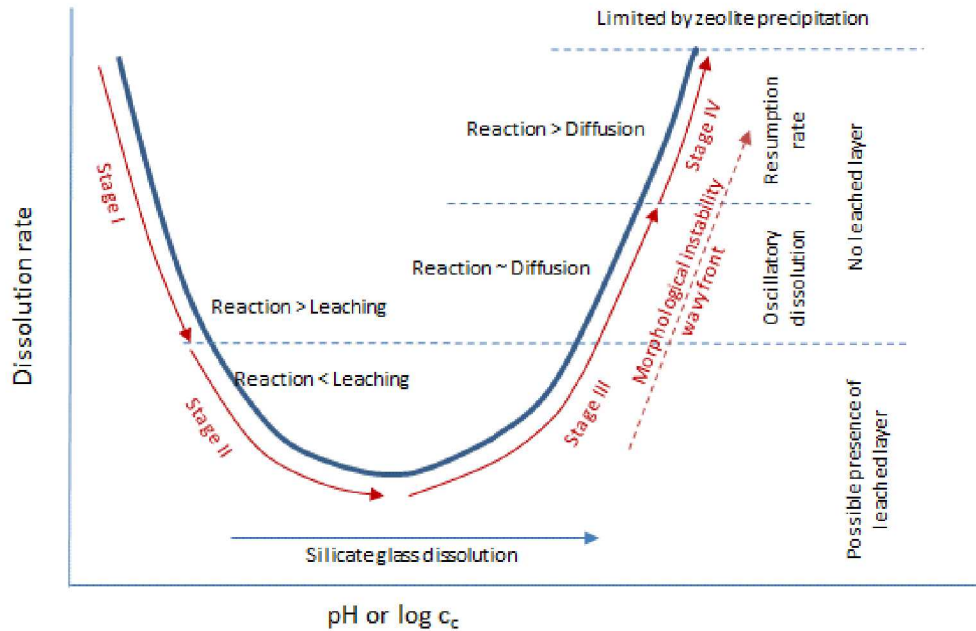 Limited by zeolite precipitation
Reaction > Diffusion
Stage IV
Resumption
rate
No leached layer
Stage I
Dissolution rate
Reaction ~ Diffusion
Morphological instability
wavy front
Oscillatory
dissolution
Reaction > Leaching
Reaction < Leaching
Stage II
Stage III
Possible presence of
leached layer
Silicate glass dissolution
pH or log c꜀